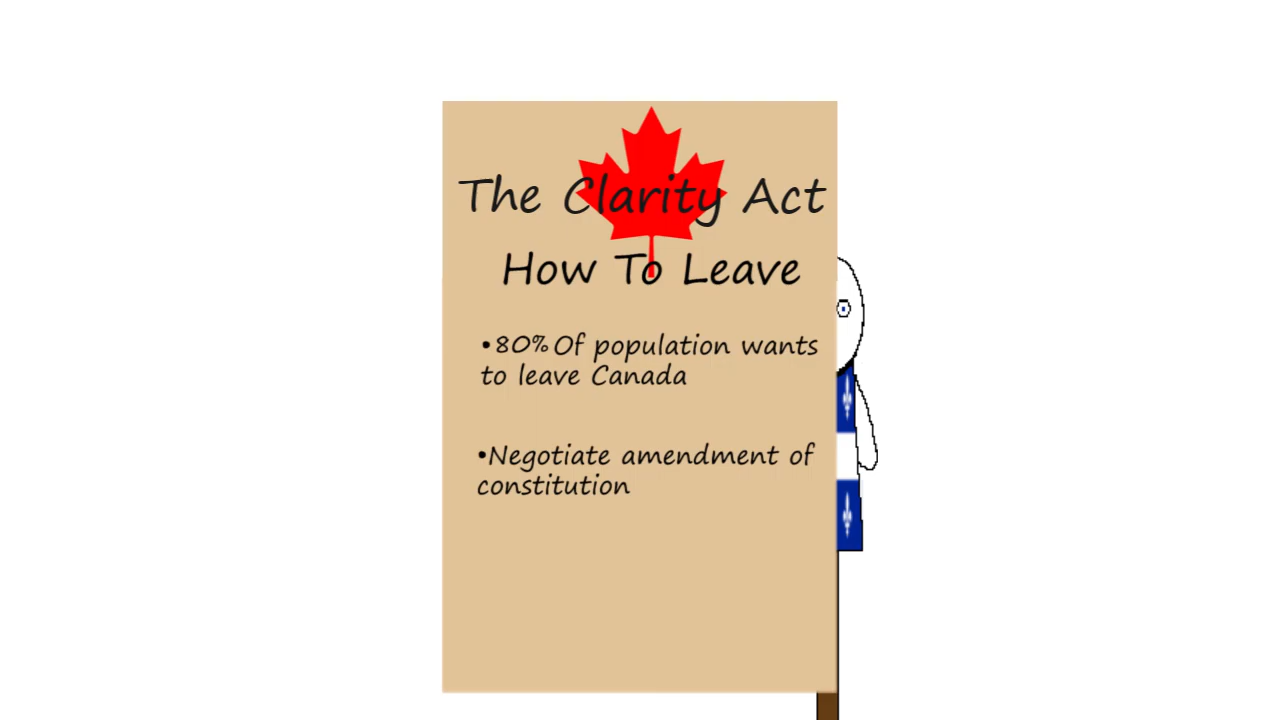 The Clarity Act
How To Leave
•80% Of population wants
to leave Canada
•Negotiate amendment of
constitution